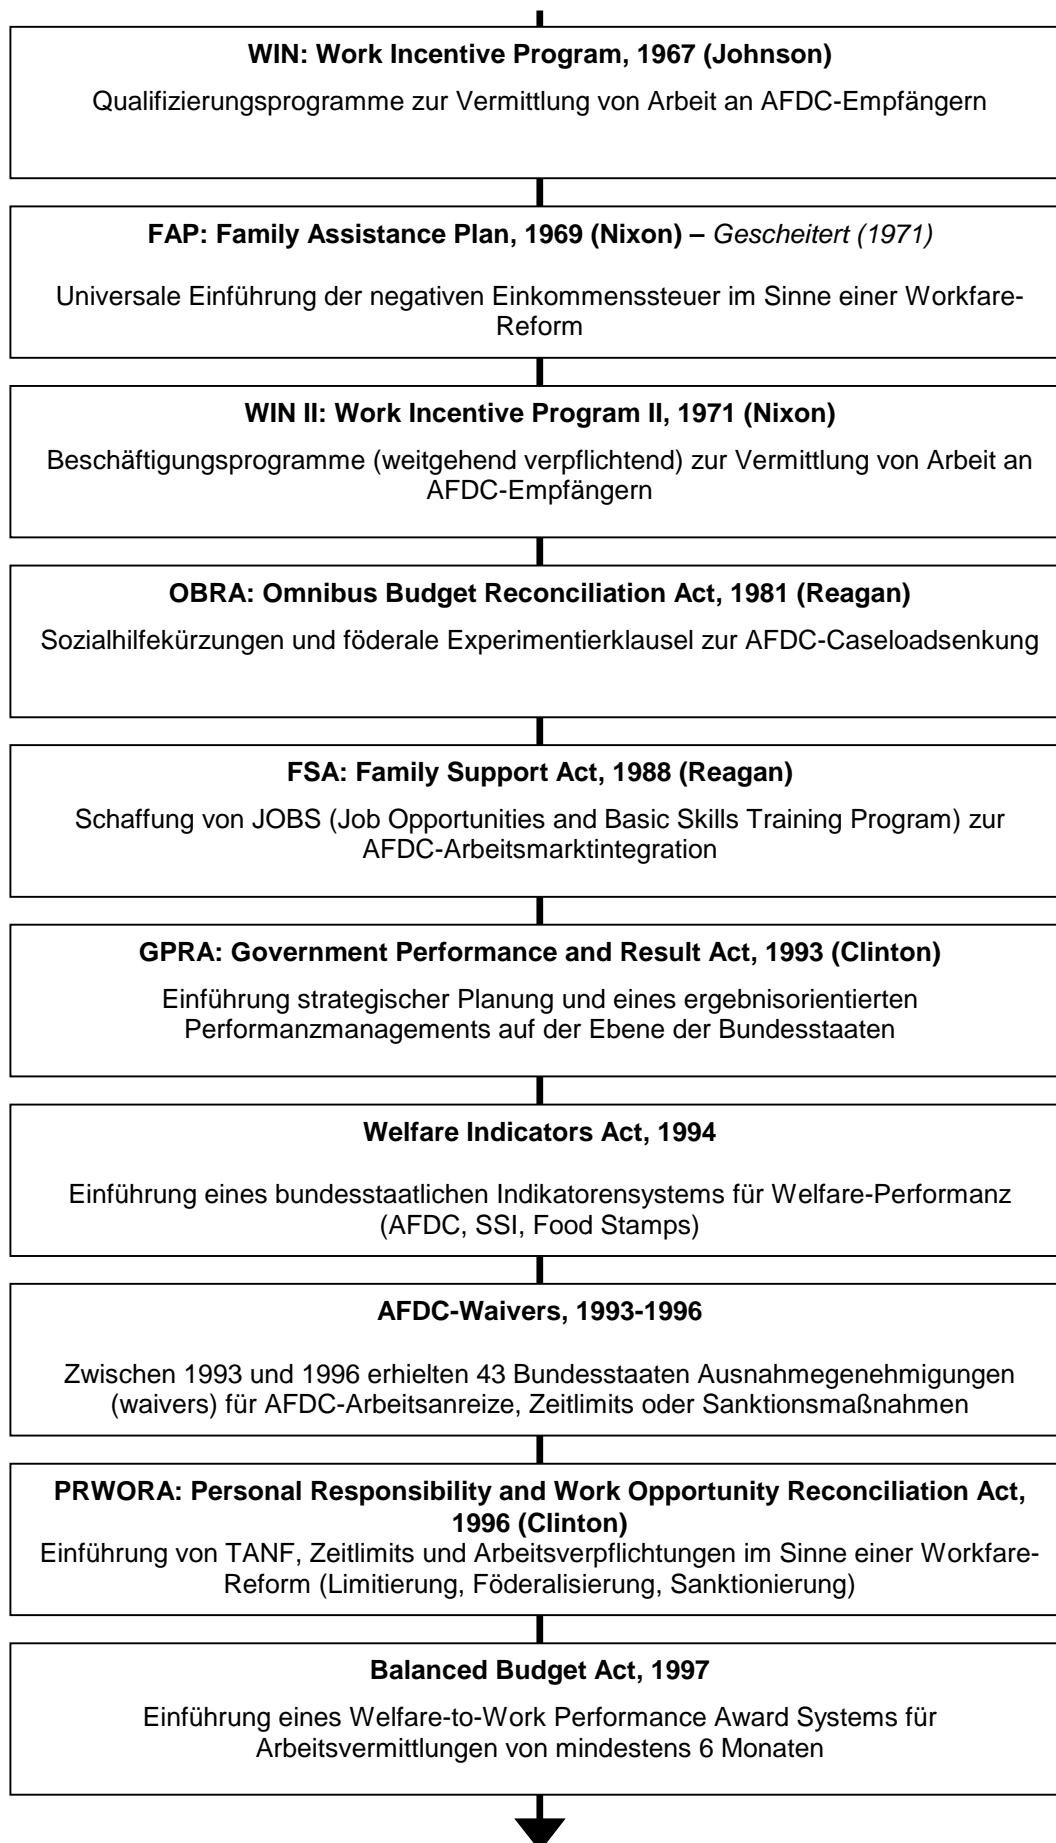 WIN: Work Incentive Program, 1967 (Johnson)
Qualifizierungsprogramme zur Vermittlung von Arbeit an AFDC-Empfängern
FAP: Family Assistance Plan, 1969 (Nixon) – Gescheitert (1971)
Universale Einführung der negativen Einkommenssteuer im Sinne einer Workfare-
Reform
WIN II: Work Incentive Program II, 1971 (Nixon)
Beschäftigungsprogramme (weitgehend verpflichtend) zur Vermittlung von Arbeit an
AFDC-Empfängern
OBRA: Omnibus Budget Reconciliation Act, 1981 (Reagan)
Sozialhilfekürzungen und föderale Experimentierklausel zur AFDC-Caseloadsenkung
FSA: Family Support Act, 1988 (Reagan)
Schaffung von JOBS (Job Opportunities and Basic Skills Training Program) zur
AFDC-Arbeitsmarktintegration
GPRA: Government Performance and Result Act, 1993 (Clinton)
Einführung strategischer Planung und eines ergebnisorientierten
Performanzmanagements auf der Ebene der Bundesstaaten
Welfare Indicators Act, 1994
Einführung eines bundesstaatlichen Indikatorensystems für Welfare-Performanz
(AFDC, SSI, Food Stamps)
AFDC-Waivers, 1993-1996
Zwischen 1993 und 1996 erhielten 43 Bundesstaaten Ausnahmegenehmigungen
(waivers) für AFDC-Arbeitsanreize, Zeitlimits oder Sanktionsmaßnahmen
PRWORA: Personal Responsibility and Work Opportunity Reconciliation Act,
1996 (Clinton)
Einführung von TANF, Zeitlimits und Arbeitsverpflichtungen im Sinne einer Workfare-
Reform (Limitierung, Föderalisierung, Sanktionierung)
Balanced Budget Act, 1997
Einführung eines Welfare-to-Work Performance Award Systems für
Arbeitsvermittlungen von mindestens 6 Monaten